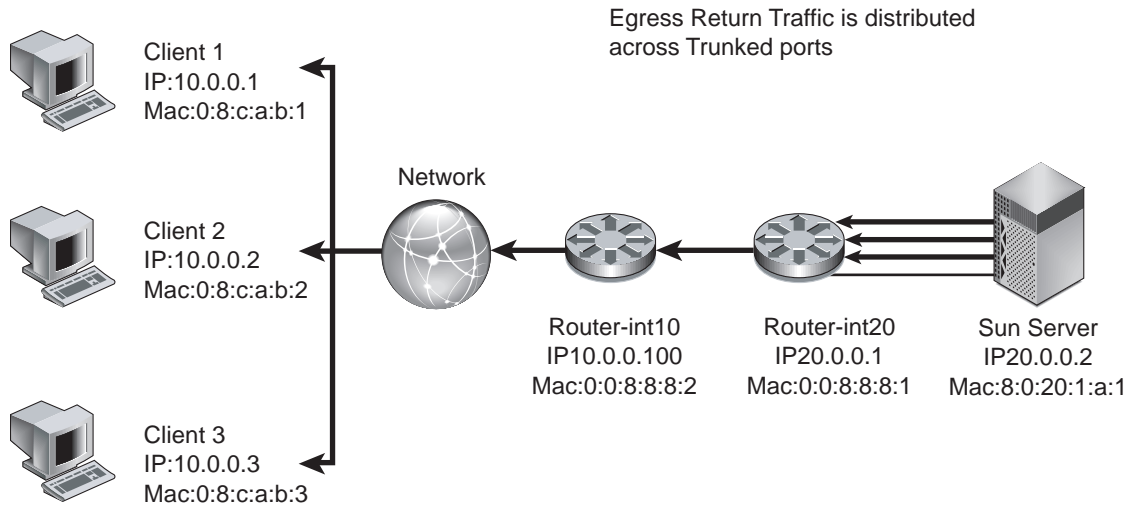 Egress Return Traffic is distributed
across Trunked ports
Client 1
IP:10.0.0.1
Mac:0:8:c:a:b:1
Client 2
IP:10.0.0.2
Mac:0:8:c:a:b:2
Client 3
IP:10.0.0.3
Mac:0:8:c:a:b:3
Network
Router-int10
IP10.0.0.100
Mac:0:0:8:8:8:2
Router-int20
IP20.0.0.1
Mac:0:0:8:8:8:1
Sun Server
IP20.0.0.2
Mac:8:0:20:1:a:1